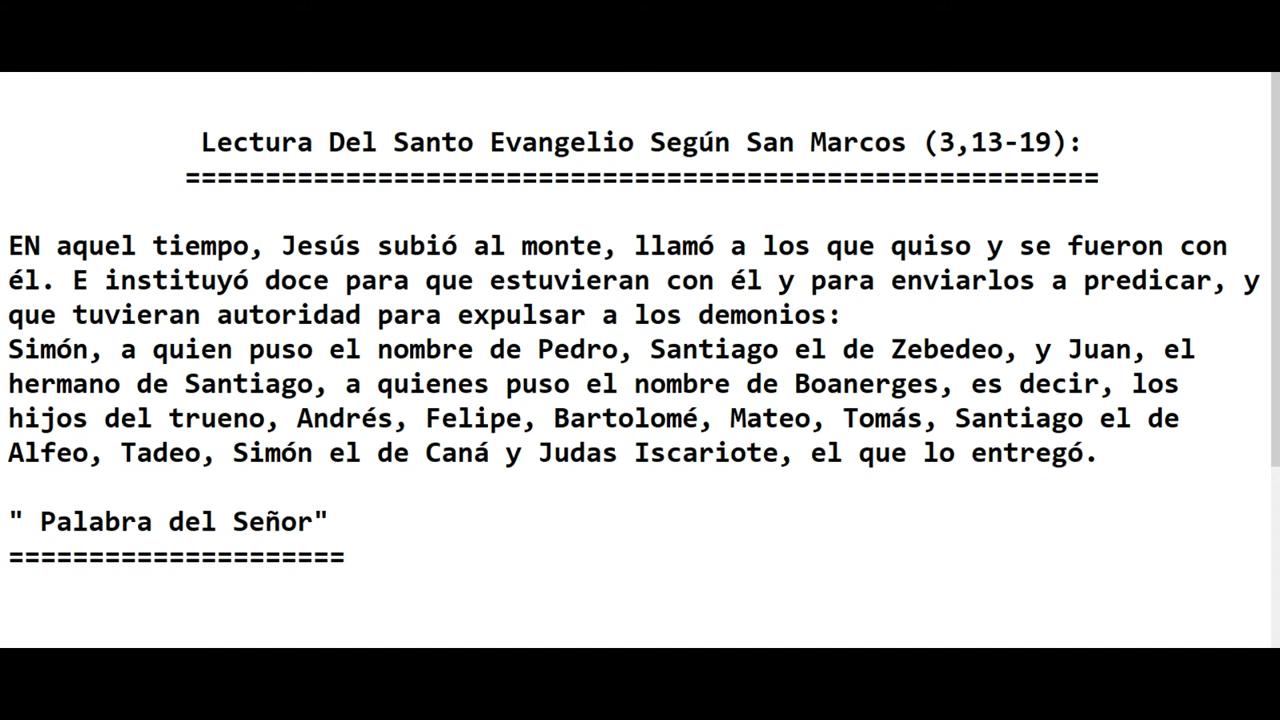 Lectura Del Santo Evangelio Según San Marcos (3,13-19):
=========================================================
EN aquel tiempo, Jesús subió al monte, llamó a los que quiso y se fueron con
él. E instituyó doce para que estuvieran con él y para enviarlos a predicar, y
que tuvieran autoridad para expulsar a los demonios:
Simón, a quien puso el nombre de Pedro, Santiago el de Zebedeo, y Juan, el
hermano de Santiago, a quienes puso el nombre de Boanerges, es decir, los
hijos del trueno, Andrés, Felipe, Bartolomé, Mateo, Tomás, Santiago el de
Alfeo, Tadeo, Simón el de Caná y Judas Iscariote, el que lo entregó.
" Palabra del Señor"
=====================